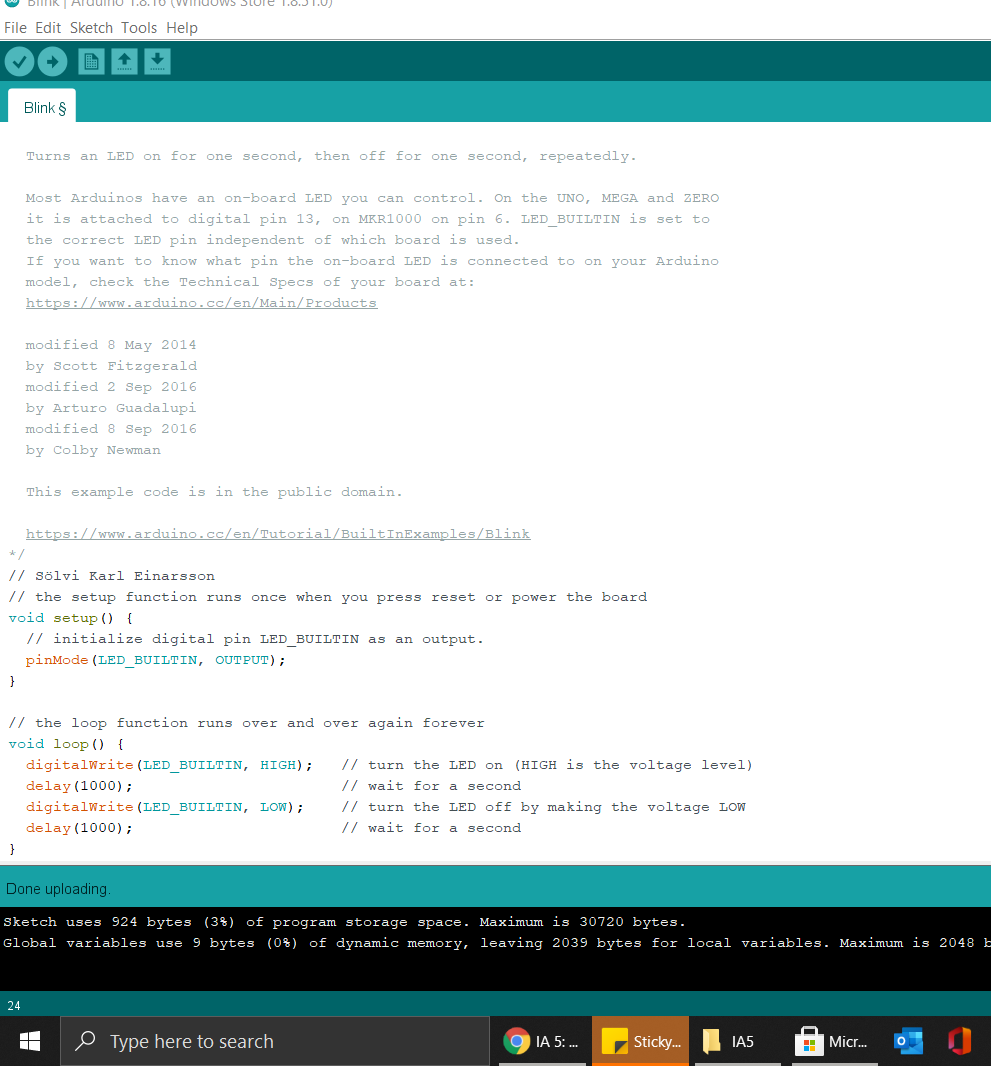 Blink | Arduino 1.8.16 (Windows Store 1.8.51.0)
File Edit Sketch Tools Help
Blink §
Turns an LED on for one second, then off for one second, repeatedly.
Most Arduinos have an on-board LED you can control. On the UNO, MEGA and ZERO
it is attached to digital pin 13, on MKR1000 on pin 6. LED_BUILTIN is set to
the correct LED pin independent of which board is used.
If you want to know what pin the on-board LED is connected to on your Arduino
model, check the Technical Specs of your board at:
https://www.arduino.cc/en/Main/Products
modified 8 May 2014
by Scott Fitzgerald
modified 2 Sep 2016
by Arturo Guadalupi
modified 8 Sep 2016
by Colby Newman
This example code is in the public domain.
https://www.arduino.cc/en/Tutorial/BuiltInExamples/Blink
*/
// Sölvi Karl Einarsson
// the setup function runs once when you press reset or power the board
void setup() {
// initialize digital pin LED_BUILTIN as an output.
pinMode(LED_BUILTIN, OUTPUT);
}
// the loop function runs over and over again forever
void loop() {
digitalWrite(LED_BUILTIN, HIGH); // turn the LED on (HIGH is the voltage level)
delay(1000); // wait for a second
digitalWrite(LED_BUILTIN, LOW); // turn the LED off by making the voltage LOW
delay(1000); // wait for a second
}
Done uploading.
Sketch uses 924 bytes (3%) of program storage space. Maximum is 30720 bytes.
Global variables use 9 bytes (0%) of dynamic memory, leaving 2039 bytes for local variables. Maximum is 2048 b
24
Type here to search IA 5: ... Sticky... IA5 Micr...